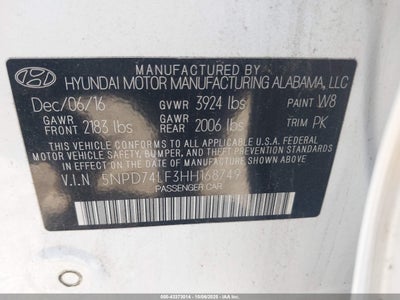 MANUFACTURED BY
HYUNDAI MOTOR MANUFACTURING ALABAMA, LLC
Dec/06/16 GVWR 3924 lbs PAINT W8
GAWR FRONT 2183 lbs GAWR REAR 2006 lbs TRIM PK
THIS VEHICLE CONFORMS TO ALL APPLICABLE U.S. FEDERAL
MOTOR VEHICLE SAFETY, BUMPER, AND THEFT PREVENTION STANDARDS
IN EFFECT ON THE DATE OF MANUFACTURE SHOWN ABOVE.
V.I.N 5NPD74LF3HH168749
PASSENGER CAR